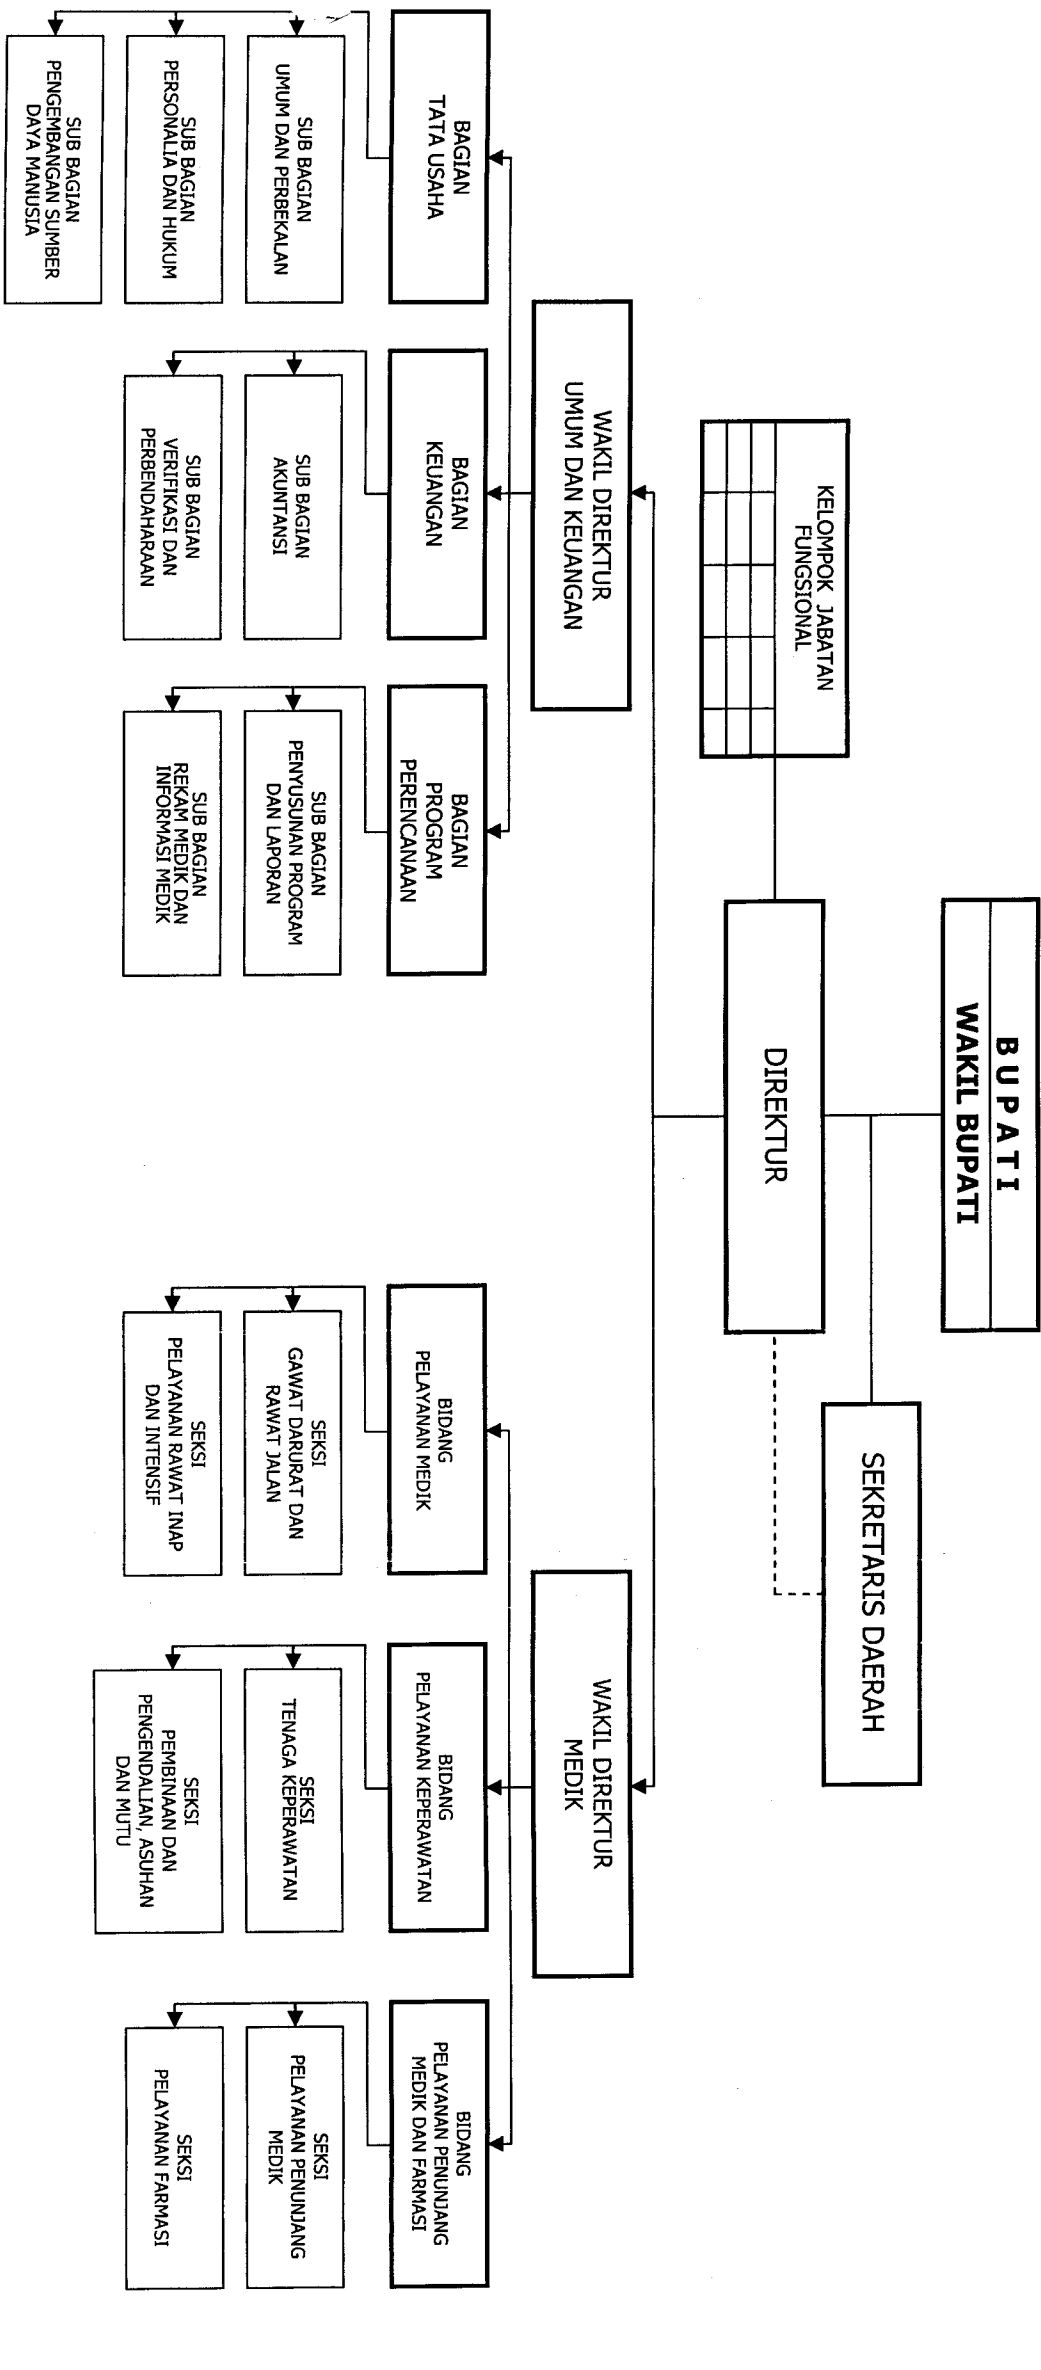 B U P A T I
WAKIL BUPATI
SEKRETARIS DAERAH
DIREKTUR
KELOMPOK JABATAN
FUNGSIONAL
WAKIL DIREKTUR
UMUM DAN KEUANGAN
WAKIL DIREKTUR
MEDIK
BAGIAN
TATA USAHA
BAGIAN
KEUANGAN
BAGIAN
PROGRAM
PERENCANAAN
BIDANG
PELAYANAN MEDIK
BIDANG
PELAYANAN KEPERAWATAN
BIDANG
PELAYANAN PENUNJANG
MEDIK DAN FARMASI
SUB BAGIAN
UMUM DAN PERBEKALAN
SUB BAGIAN
AKUNTANSI
SUB BAGIAN
PENYUSUNAN PROGRAM
DAN LAPORAN
SEKSI
GAWAT DARURAT DAN
RAWAT JALAN
SEKSI
TENAGA KEPERAWATAN
SEKSI
PELAYANAN PENUNJANG
MEDIK
SUB BAGIAN
PERSONALIA DAN HUKUM
SUB BAGIAN
VERIFIKASI DAN
PERBENDAHARAAN
SUB BAGIAN
REKAM MEDIK DAN
INFORMASI MEDIK
SEKSI
PELAYANAN RAWAT INAP
DAN INTENSIF
SEKSI
PEMBINAAN DAN
PENGENDALIAN, ASUHAN
DAN MUTU
SEKSI
PELAYANAN FARMASI
SUB BAGIAN
PENGEMBANGAN SUMBER
DAYA MANUSIA